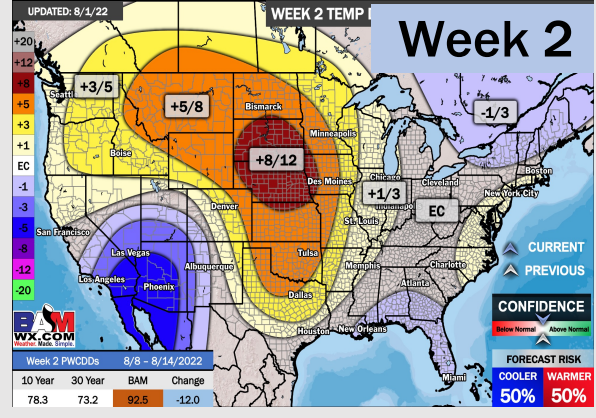 UPDATED: 8/1/22
WEEK 2 TEMP
Week 2
+20
+12
+8
+5
+3
+1
EC
-1
-3
-5
-8
-12
-20
+3/5
+5/8
+8/12
+1/3
EC
-1/3
Seattl
Bismarck
Minneapolis
Boise
Des Moines
Chicago
Cleveland
Boston
New York City
Indianapo
Denver
St. Louis
San Francisco
Las Vegas
Los Angeles
Phoenix
Albuquerque
Tulsa
Memphis
Charlotte
Atlanta
Dallas
Houston
New Orleans
Miami
CURRENT
PREVIOUS
CONFIDENCE
Below Normal
Above Normal
FORECAST RISK
COOLER
WARMER
50%
50%
BAM
WX.COM
Weather. Made. Simple.
Week 2 PWCDDs
8/8 – 8/14/2022
10 Year 30 Year BAM Change
78.3 73.2 92.5 -12.0